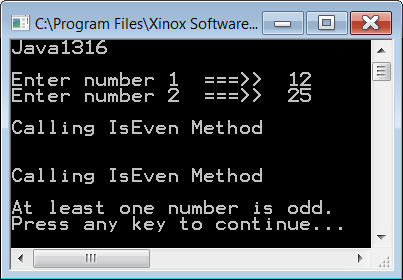 C:\Program Files\Xinox Software...
Java1316
Enter number 1  ===>>  12
Enter number 2  ===>>  25
Calling IsEven Method
Calling IsEven Method
At least one number is odd.
Press any key to continue...